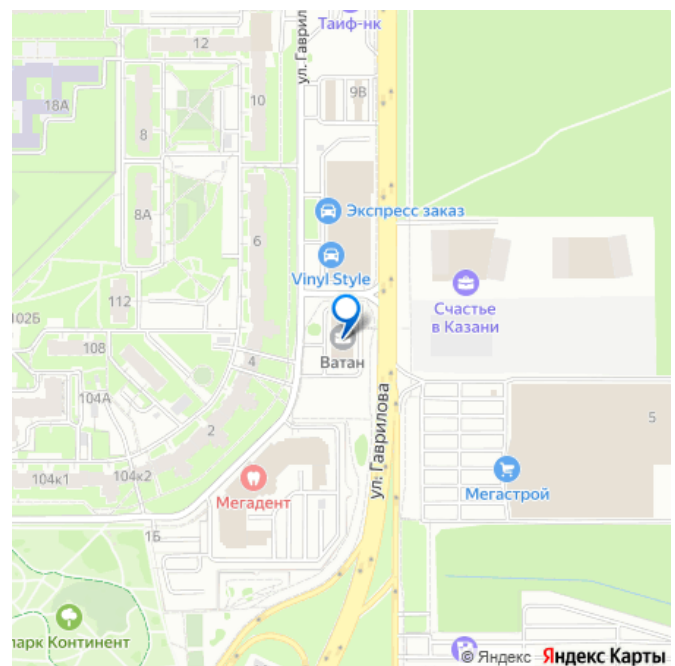 Таиф-нк
12
ул. Гаврил
18А
10
9В
8
8А
Экспресс заказ
6
Vinyl Style
Счастье
в Казани
112
102Б
108
Ватан
4
104А
5
2
ул. Гаврилова
104к1
104к2
Мегадент
Мегастрой
1Б
парк Континент
© Яндекс Яндекс Карты